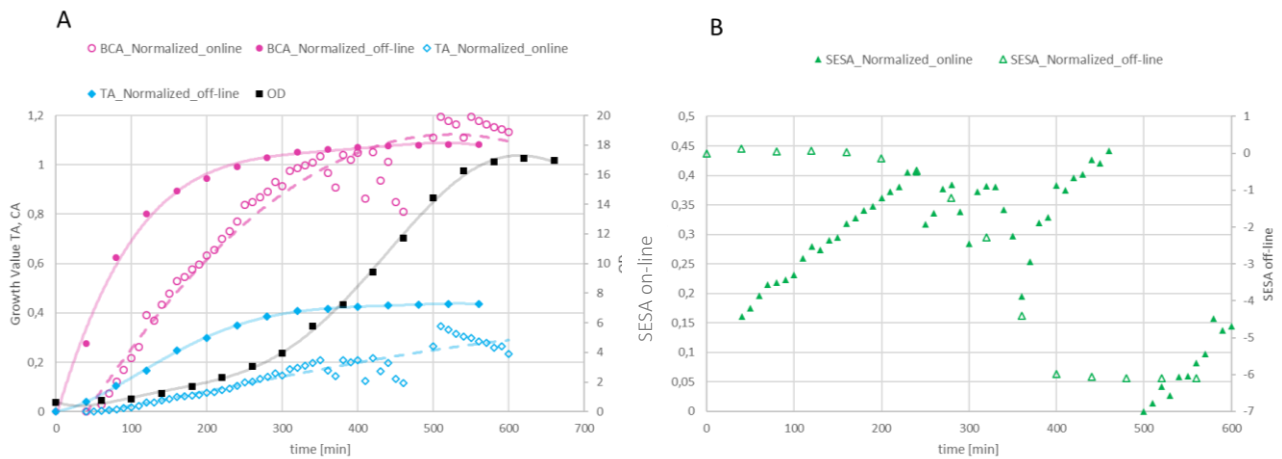 A
BCA_Normalized_online BCA_Normalized_off-line TA_Normalized_online
TA_Normalized_off-line OD
1,2
1
0,8
0,6
0,4
0,2
0
Growth Value TA, CA
20
18
16
14
12
10
8
6
4
2
0
OD
0 100 200 300 400 500 600 700
time [min]
B
SESA_Normalized_online SESA_Normalized_off-line
0,5
0,45
0,4
0,35
0,3
0,25
0,2
0,15
0,1
0,05
0
SESA on-line
1
0
-1
-2
-3
-4
-5
-6
-7
SESA off-line
0 100 200 300 400 500 600
time [min]